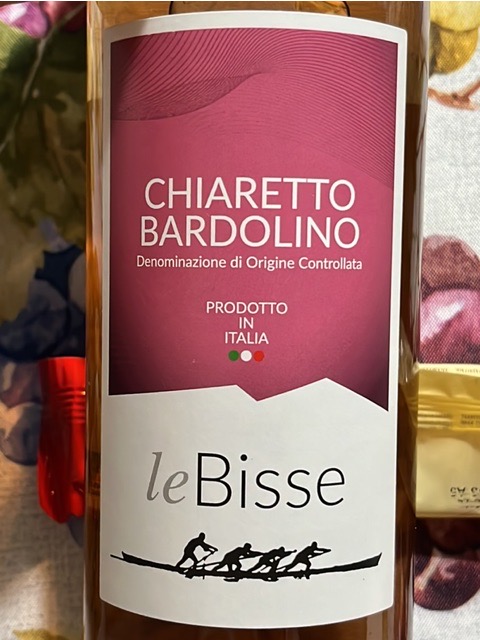 CHIARETTO
BARDOLINO
Denominazione di Origine Controllata
PRODOTTO
IN
ITALIA
leBisse